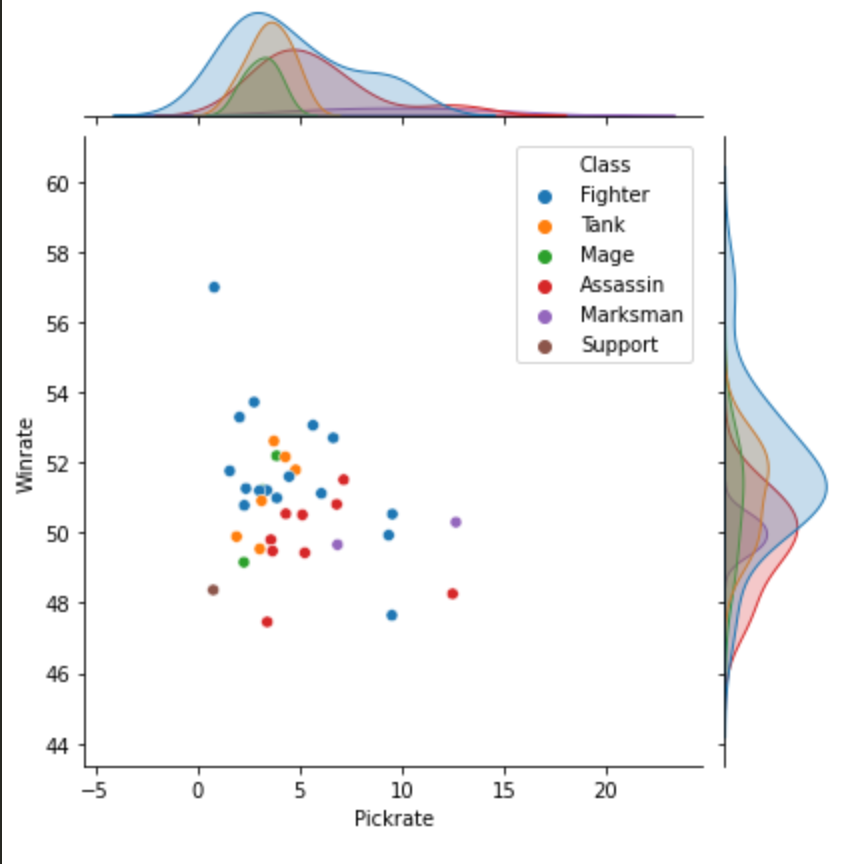 Class
Fighter
Tank
Mage
Assassin
Marksman
Support
60
58
56
54
52
50
48
46
44
Winrate
−5 0 5 10 15 20
Pickrate